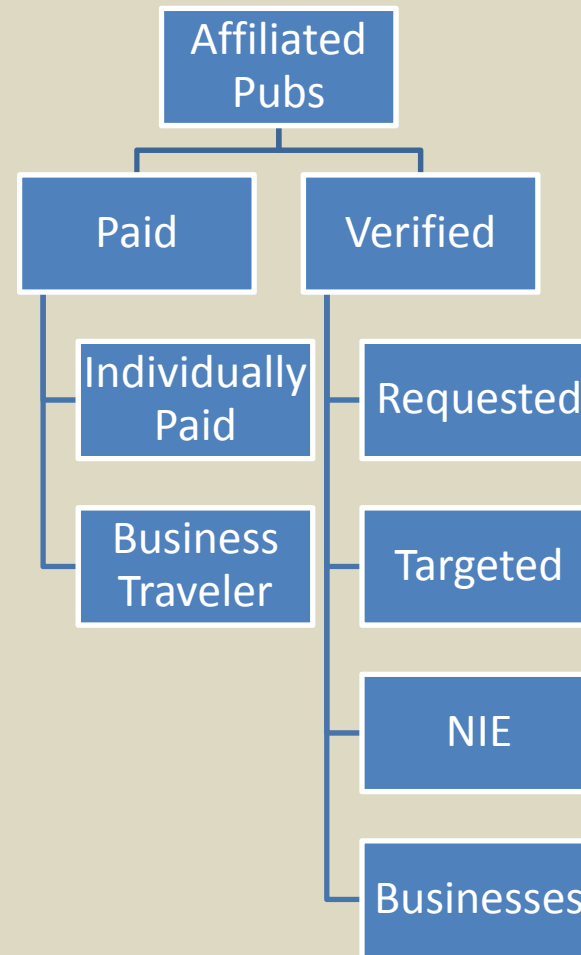 Affiliated
Pubs
Paid
Verified
Individually
Paid
Requested
Business
Traveler
Targeted
NIE
Businesses